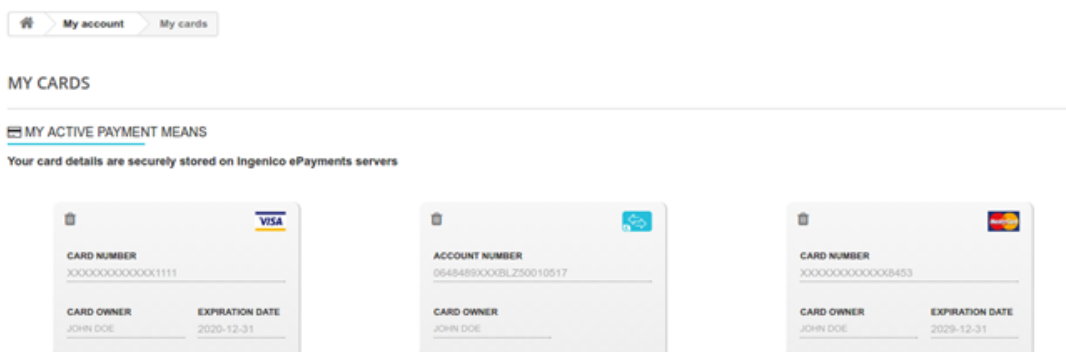 My account My cards
MY CARDS
MY ACTIVE PAYMENT MEANS
Your card details are securely stored on Ingenico ePayments servers
VISA
CARD NUMBER
XXXXXXXXXXXX1111
CARD OWNER EXPIRATION DATE
JOHN DOE 2020-12-31
ACCOUNT NUMBER
0648489XXXBLZ50010517
CARD OWNER
JOHN DOE
MasterCard
CARD NUMBER
XXXXXXXXXXXX8453
CARD OWNER EXPIRATION DATE
JOHN DOE 2029-12-31